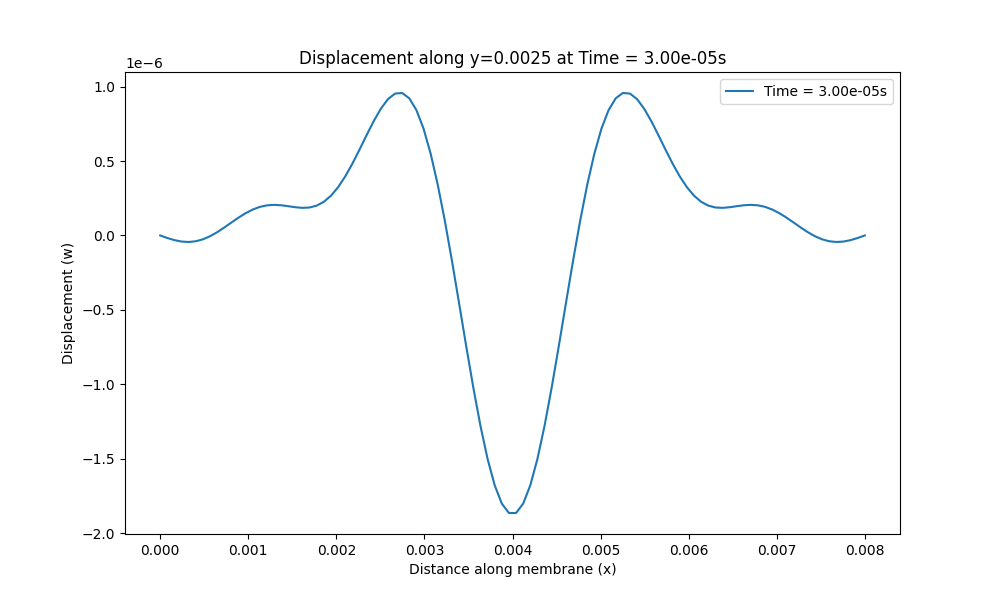 Displacement along y=0.0025 at Time = 3.00e-05s
1e−6
Time = 3.00e-05s
1.0
0.5
0.0
−0.5
−1.0
−1.5
−2.0
Displacement (w)
0.000 0.001 0.002 0.003 0.004 0.005 0.006 0.007 0.008
Distance along membrane (x)